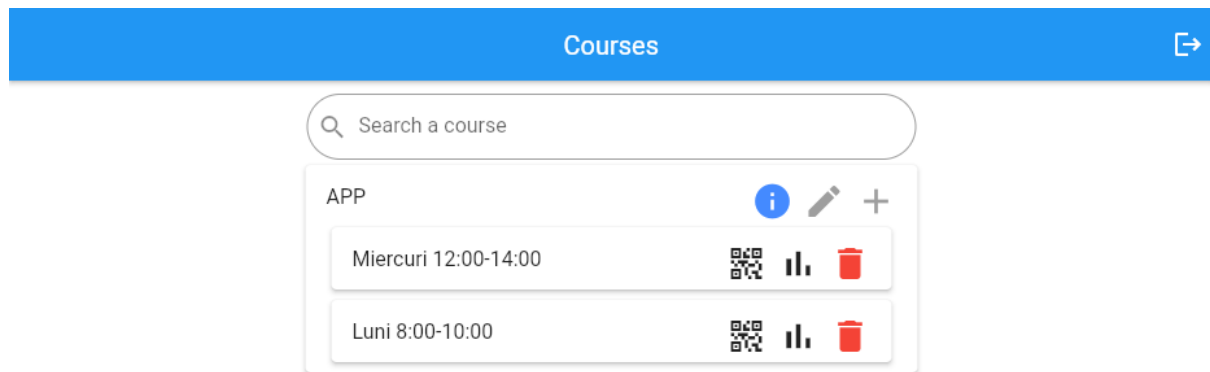 Courses
Search a course
APP
Miercuri 12:00-14:00
Luni 8:00-10:00